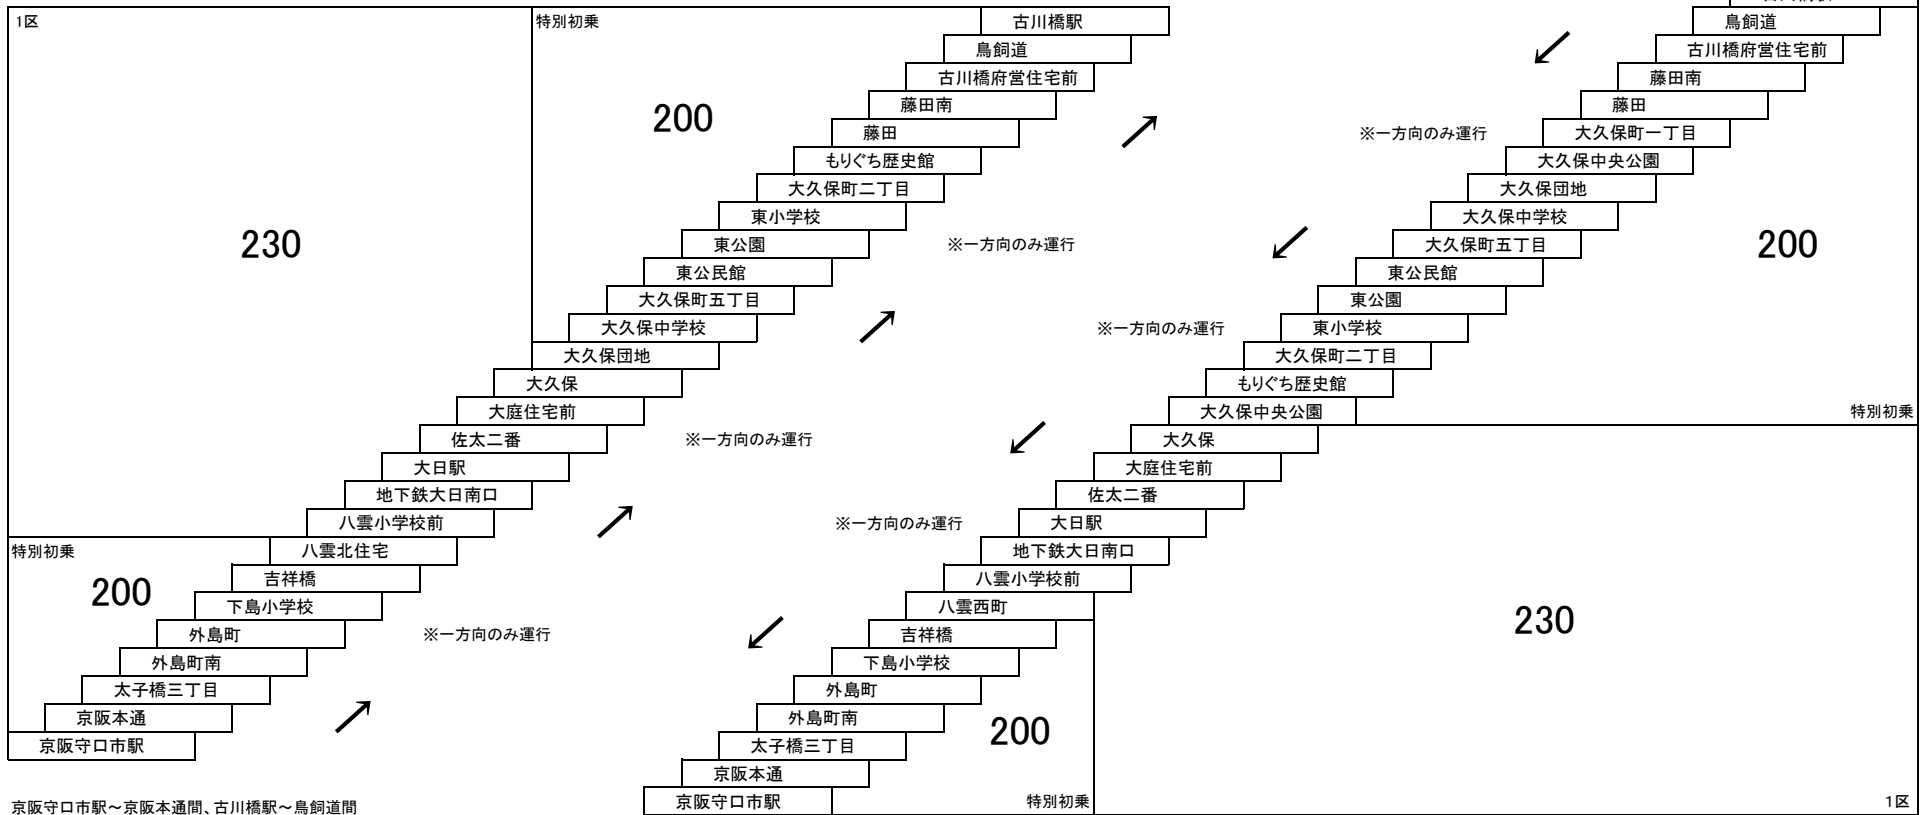 1区
特別初乗
古川橋駅
鳥飼道
古川橋府営住宅前
藤田南
200
藤田
もりぐち歴史館
大久保町二丁目
東小学校
230
東公園
※一方向のみ運行
東公民館
大久保町五丁目
大久保中学校
大久保団地
大久保
大庭住宅前
佐太二番
※一方向のみ運行
大日駅
地下鉄大日南口
八雲小学校前
特別初乗
八雲北住宅
200
吉祥橋
下島小学校
外島町
※一方向のみ運行
外島町南
太子橋三丁目
京阪本通
京阪守口市駅
京阪守口市駅~京阪本通間、古川橋駅~鳥飼道間
鳥飼道
古川橋府営住宅前
藤田南
藤田
※一方向のみ運行
大久保町一丁目
大久保中央公園
大久保団地
大久保中学校
大久保町五丁目
200
東公民館
東公園
※一方向のみ運行
東小学校
大久保町二丁目
もりぐち歴史館
大久保中央公園
特別初乗
大久保
大庭住宅前
佐太二番
※一方向のみ運行
大日駅
地下鉄大日南口
八雲小学校前
八雲西町
230
吉祥橋
下島小学校
外島町
外島町南
200
太子橋三丁目
京阪本通
京阪守口市駅
特別初乗
1区